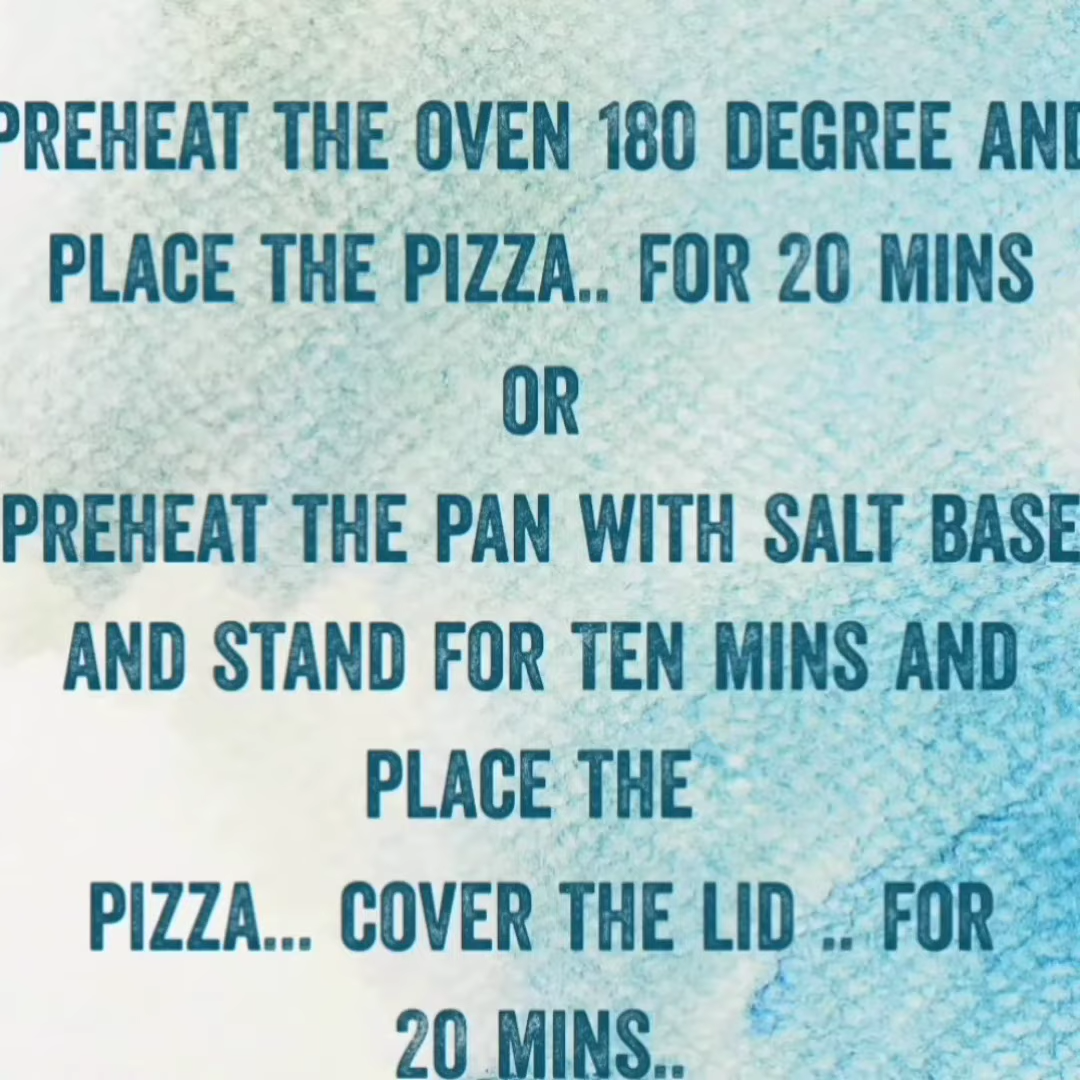 PREHEAT THE OVEN 180 DEGREE AND
PLACE THE PIZZA.. FOR 20 MINS
OR
PREHEAT THE PAN WITH SALT BASE
AND STAND FOR TEN MINS AND
PLACE THE
PIZZA... COVER THE LID .. FOR
20 MINS..